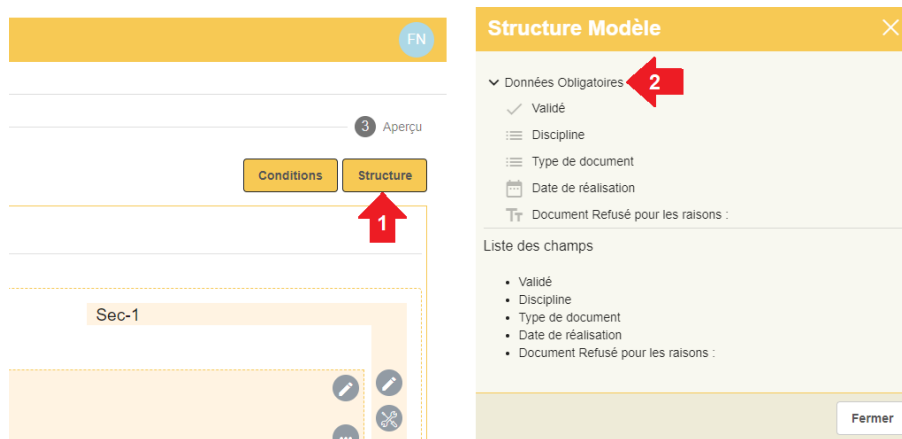 FN
3 Aperçu
Conditions
Structure
1
Sec-1
Structure Modèle
Données Obligatoires
2
Validé
Discipline
Type de document
Date de réalisation
Document Refusé pour les raisons :
Liste des champs
• Validé
• Discipline
• Type de document
• Date de réalisation
• Document Refusé pour les raisons :
Fermer